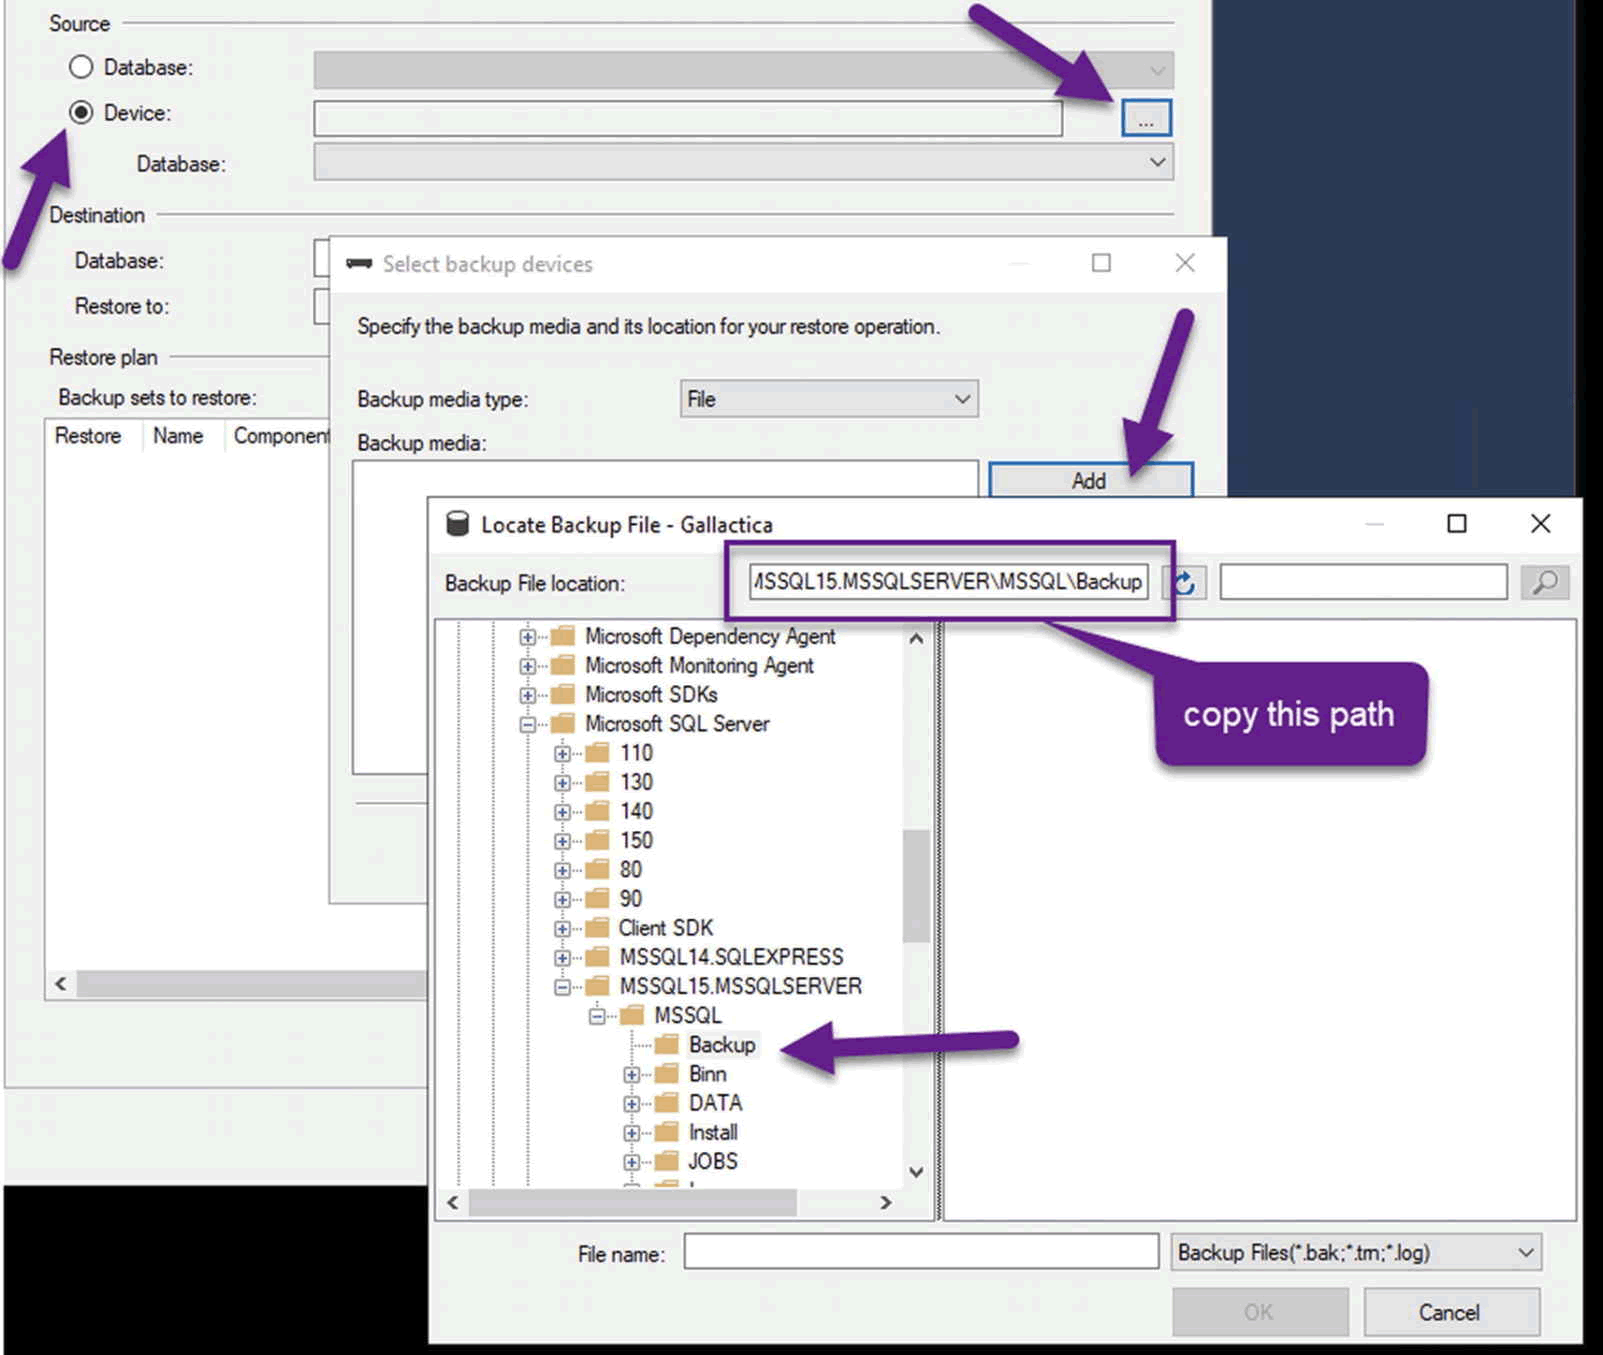 Source
Database:
Device:
...
Database:
Destination
Database:
Restore to:
Restore plan
Backup sets to restore:
Restore Name Component
Select backup devices
Specify the backup media and its location for your restore operation.
Backup media type: File
Backup media:
Add
Locate Backup File - Gallactica
Backup File location: MSSQL15.MSSQLSERVER\MSSQL\Backup
copy this path
Microsoft Dependency Agent
Microsoft Monitoring Agent
Microsoft SDKs
Microsoft SQL Server
110
130
140
150
80
90
Client SDK
MSSQL14.SQLEXPRESS
MSSQL15.MSSQLSERVER
MSSQL
Backup
Binn
DATA
Install
JOBS
File name: Backup Files(*.bak;*.trn;*.log)
OK Cancel